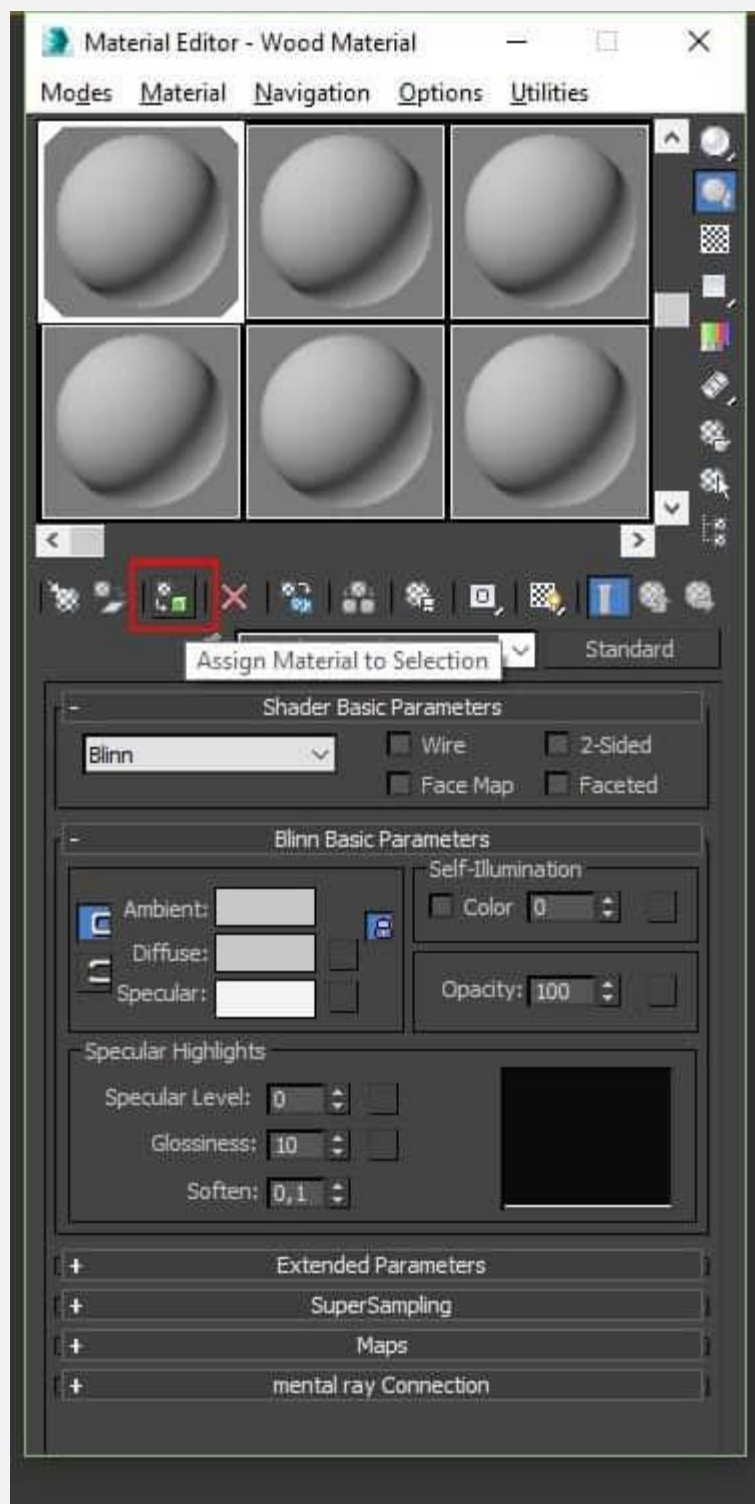 Material Editor - Wood Material
Modes Material Navigation Options Utilities
Assign Material to Selection
Standard
- Shader Basic Parameters
Blinn
Wire 2-Sided
Face Map Faceted
- Blinn Basic Parameters
Self-Illumination
Ambient:
Color 0
Diffuse:
Specular:
Opacity: 100
Specular Highlights
Specular Level: 0
Glossiness: 10
Soften: 0,1
+ Extended Parameters
+ SuperSampling
+ Maps
+ mental ray Connection